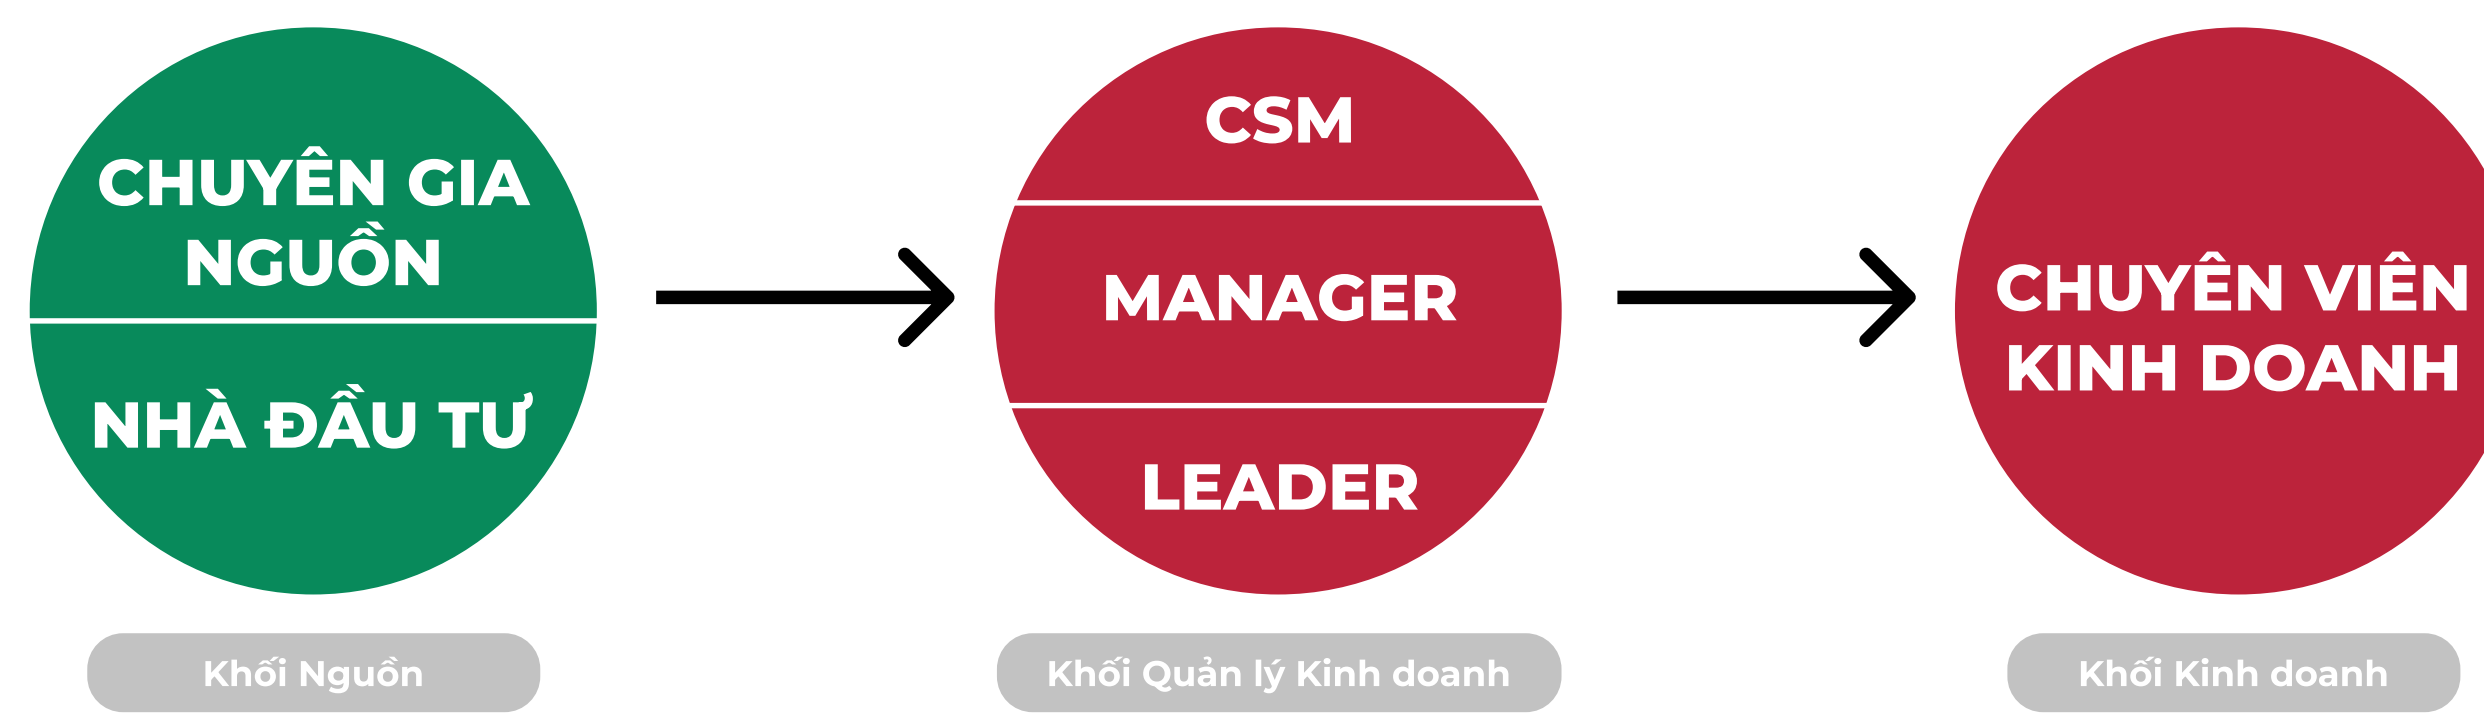 CHUYÊN GIA
NGUỒN
NHÀ ĐẦU TƯ
Khối Nguồn
CSM
MANAGER
LEADER
Khối Quản lý Kinh doanh
CHUYÊN VIÊN
KINH DOANH
Khối Kinh doanh